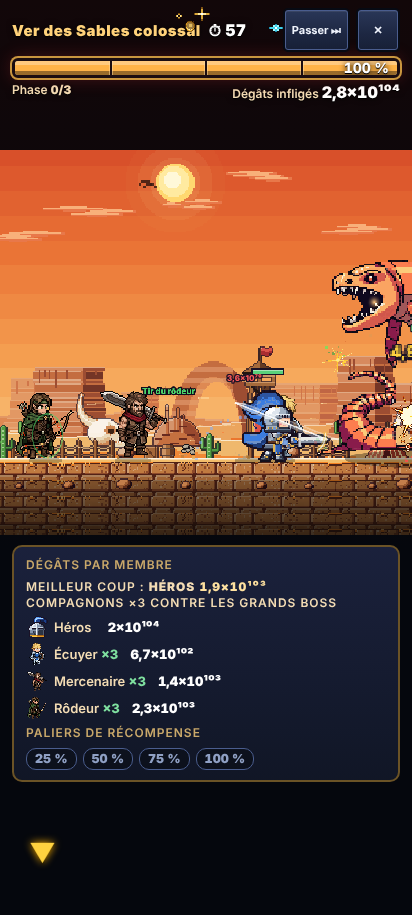 Ver des Sables colossal ⏱ 57
Passer ⏭
✕
100 %
Phase 0/3
Dégâts infligés 2,8×10¹⁰⁴
Tir du rôdeur
DÉGÂTS PAR MEMBRE
MEILLEUR COUP : HÉROS 1,9×10¹⁰³
COMPAGNONS ×3 CONTRE LES GRANDS BOSS
Héros 2×10¹⁰⁴
Écuyer ×3 6,7×10¹⁰²
Mercenaire ×3 1,4×10¹⁰³
Rôdeur ×3 2,3×10¹⁰³
PALIERS DE RÉCOMPENSE
25 % 50 % 75 % 100 %